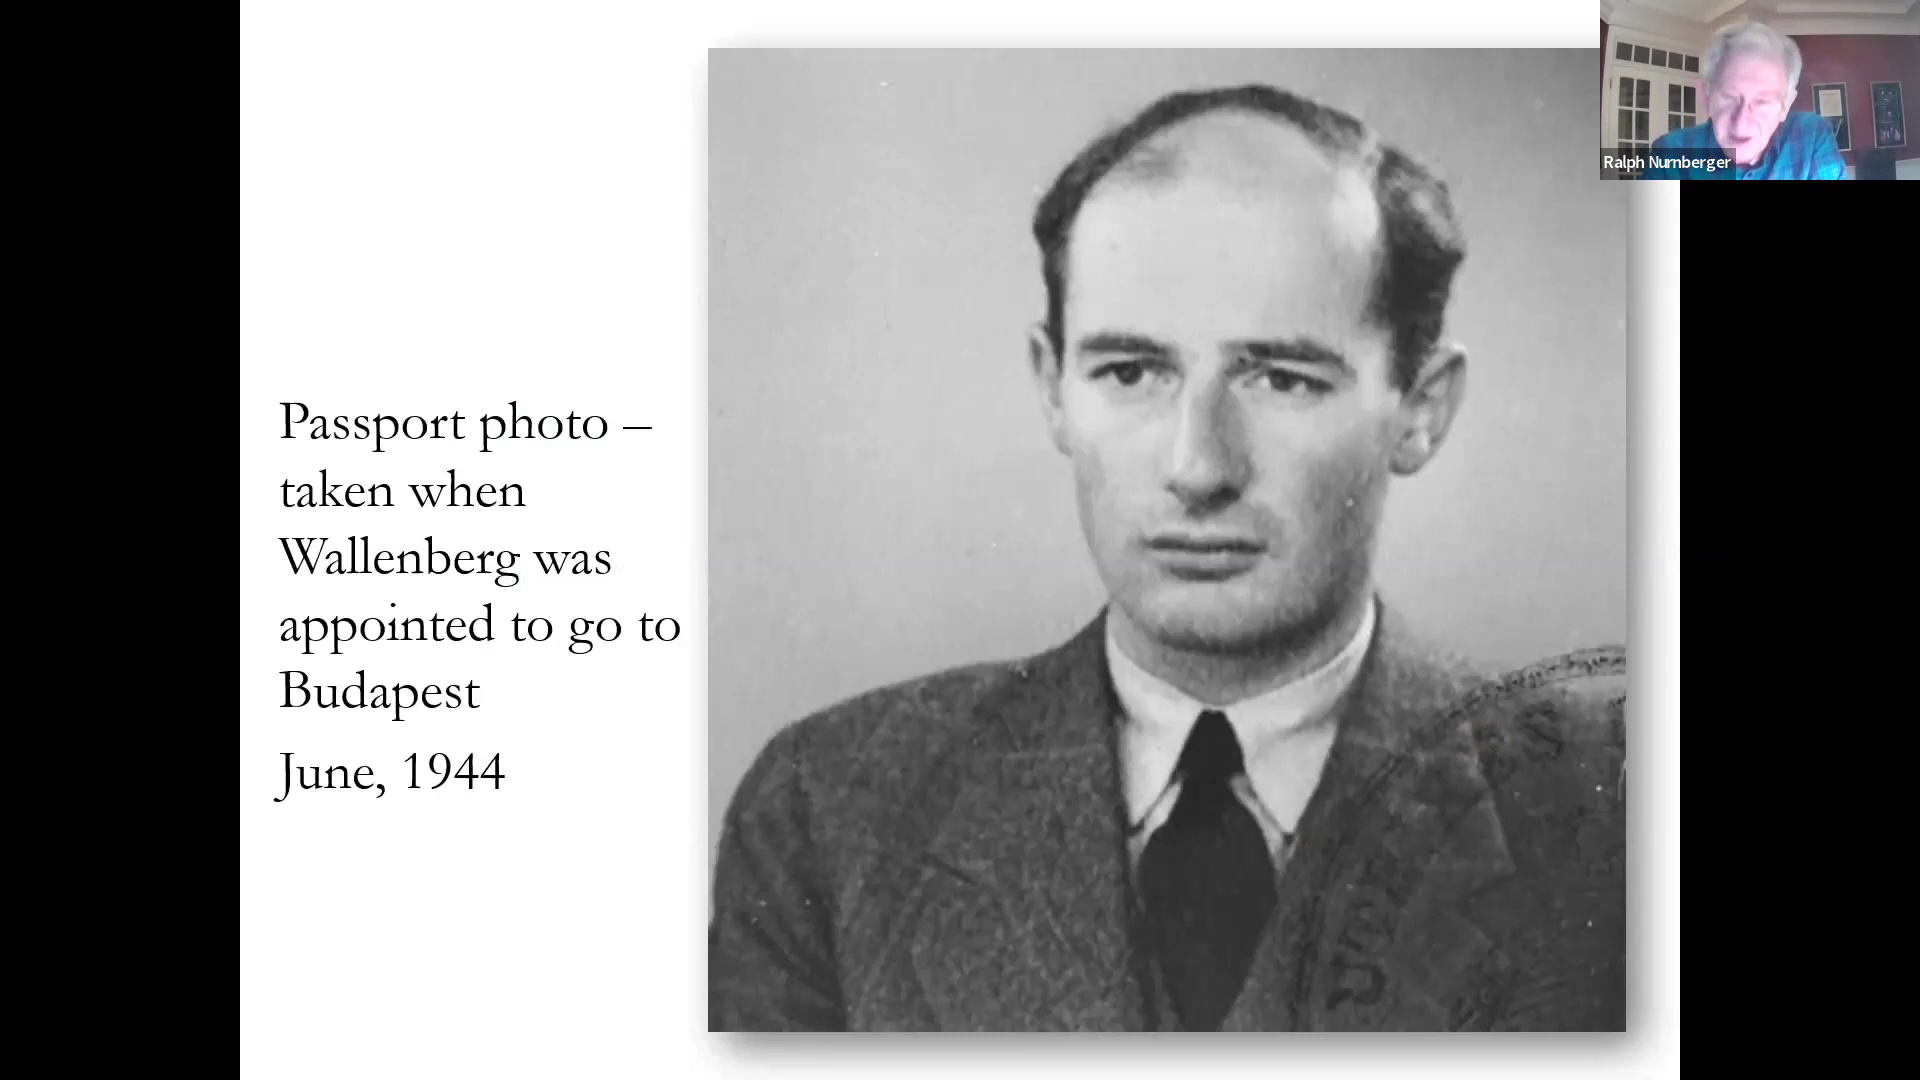 Passport photo –
taken when
Wallenberg was
appointed to go to
Budapest
June, 1944
Ralph Nurnberger